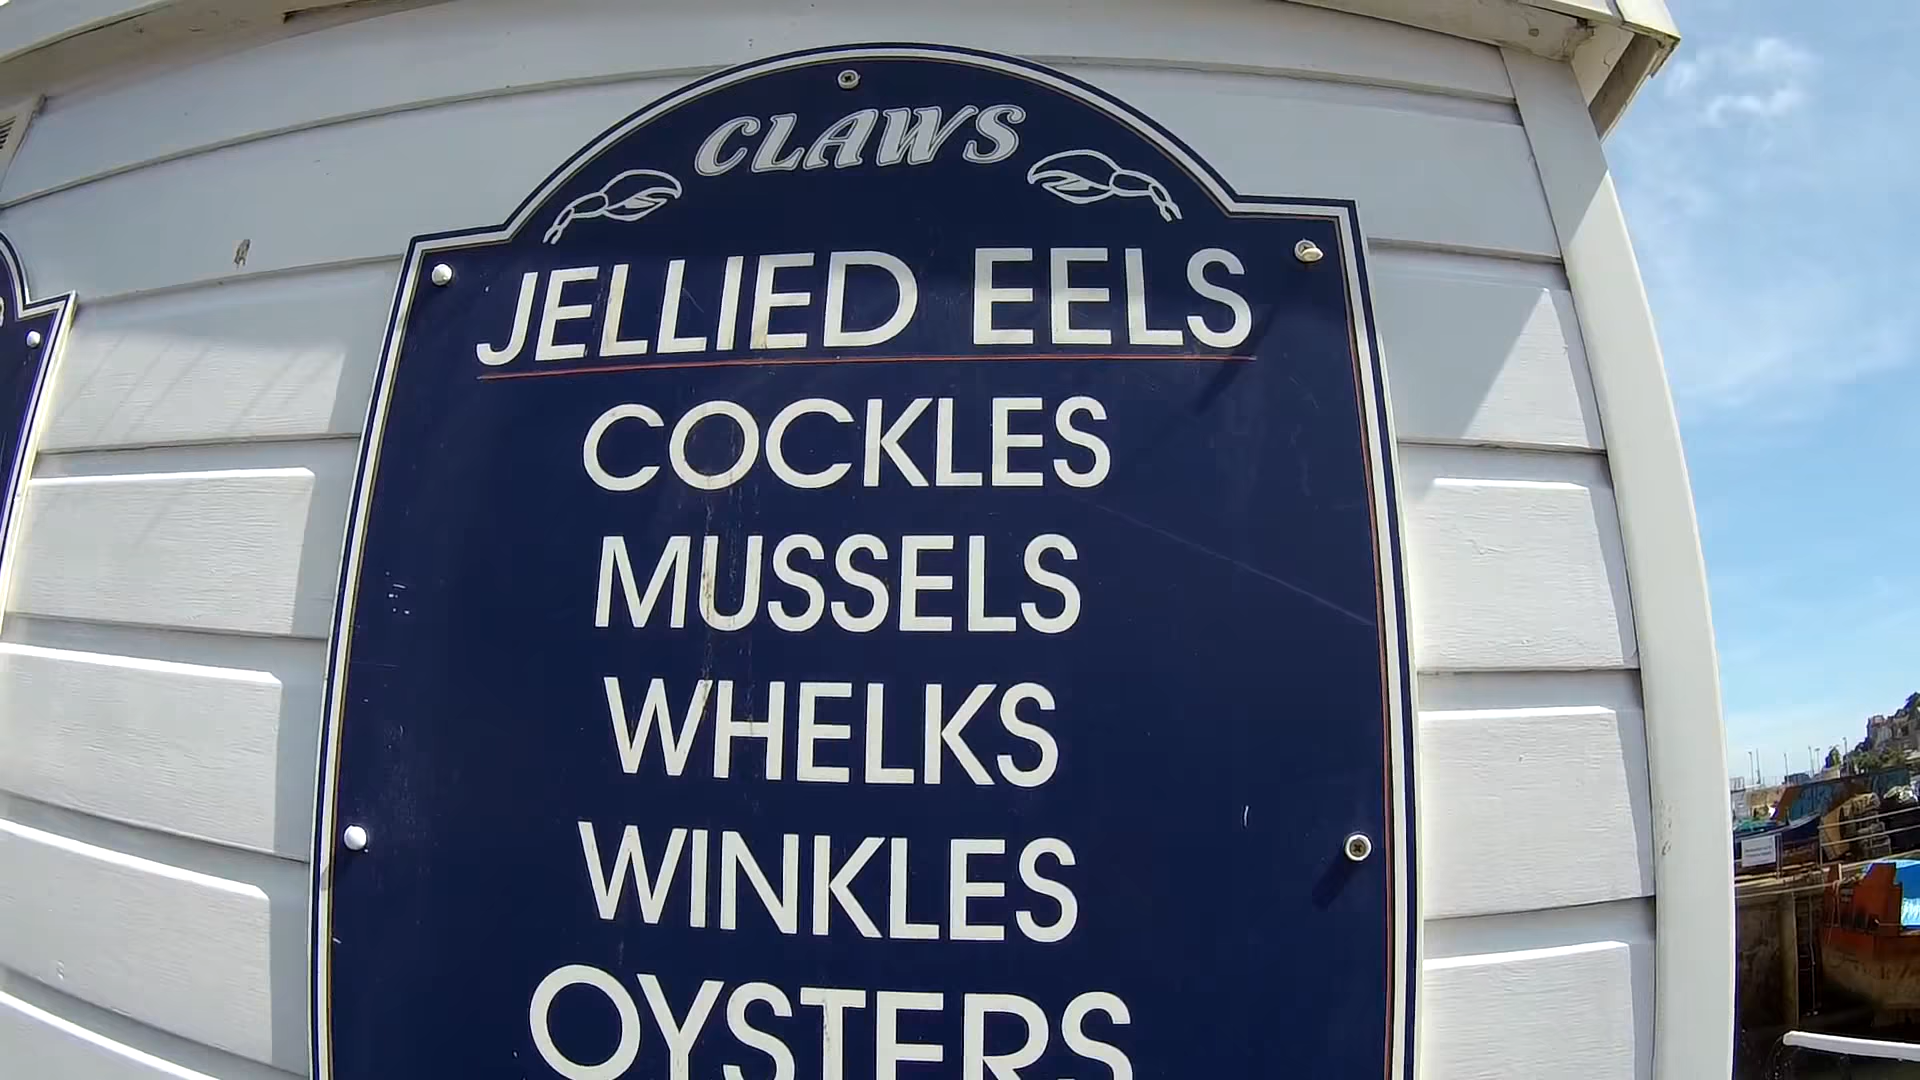 CLAWS
JELLIED EELS
COCKLES
MUSSELS
WHELKS
WINKLES
OYSTERS